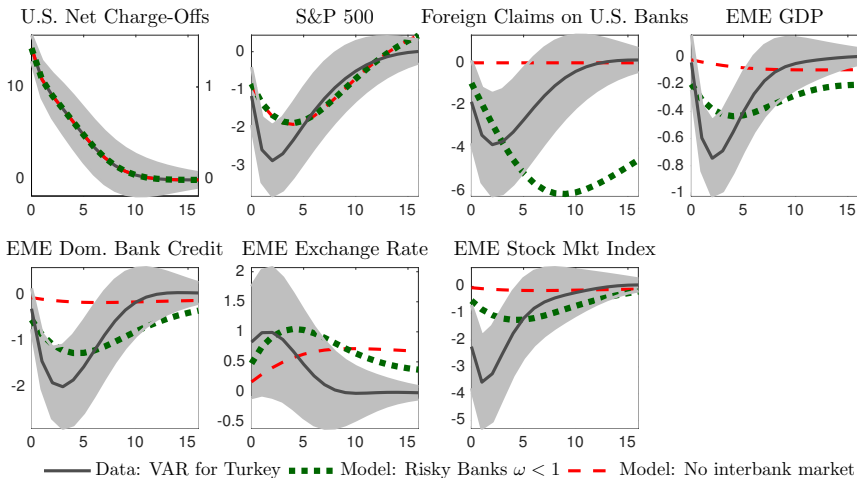 U.S. Net Charge-Offs S&P 500 Foreign Claims on U.S. Banks EME GDP
10 0 1 0 0 5 10 15
0 -1 -2 -3 0 5 10 15
2 0 -2 -4 -6 0 5 10 15
0 -0.2 -0.4 -0.6 -0.8 -1 0 5 10 15
EME Dom. Bank Credit EME Exchange Rate EME Stock Mkt Index
0 -1 -2 0 5 10 15
2 1.5 1 0.5 0 -0.5 0 5 10 15
0 -1 -2 -3 -4 -5 0 5 10 15
Data: VAR for Turkey Model: Risky Banks ω < 1 Model: No interbank market